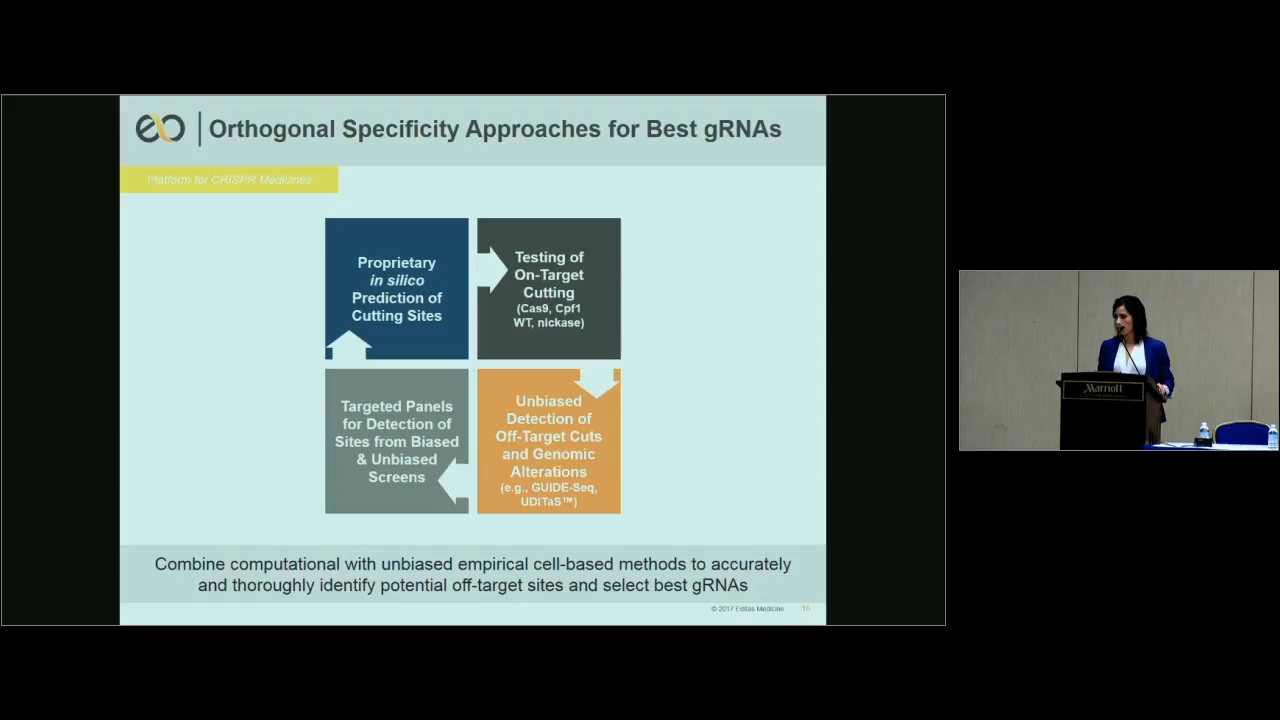 Orthogonal Specificity Approaches for Best gRNAs
Platform for CRISPR Medicines
Proprietary
in silico
Prediction of
Cutting Sites
Testing of
On-Target
Cutting
(Cas9, Cpf1
WT, nickase)
Targeted Panels
for Detection of
Sites from Biased
& Unbiased
Screens
Unbiased
Detection of
Off-Target Cuts
and Genomic
Alterations
(e.g., GUIDE-Seq,
UDITaS™)
Combine computational with unbiased empirical cell-based methods to accurately
and thoroughly identify potential off-target sites and select best gRNAs
© 2017 Editas Medicine 16
Marriott